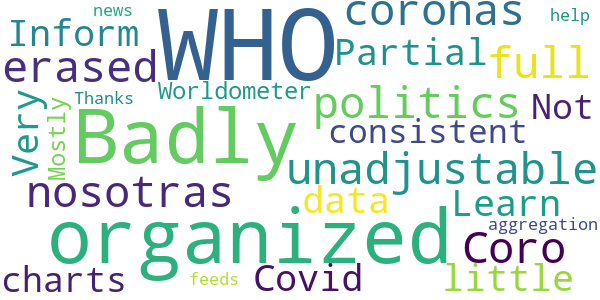 news
WHO
coronas
help
Inform
Partial
full
erased
Worldometer
Thanks
politics
Not
Very
Mostly
Badly
consistent
unadjustable
nosotras
data
Learn
organized
aggregation
Coro
charts
feeds
Covid
little